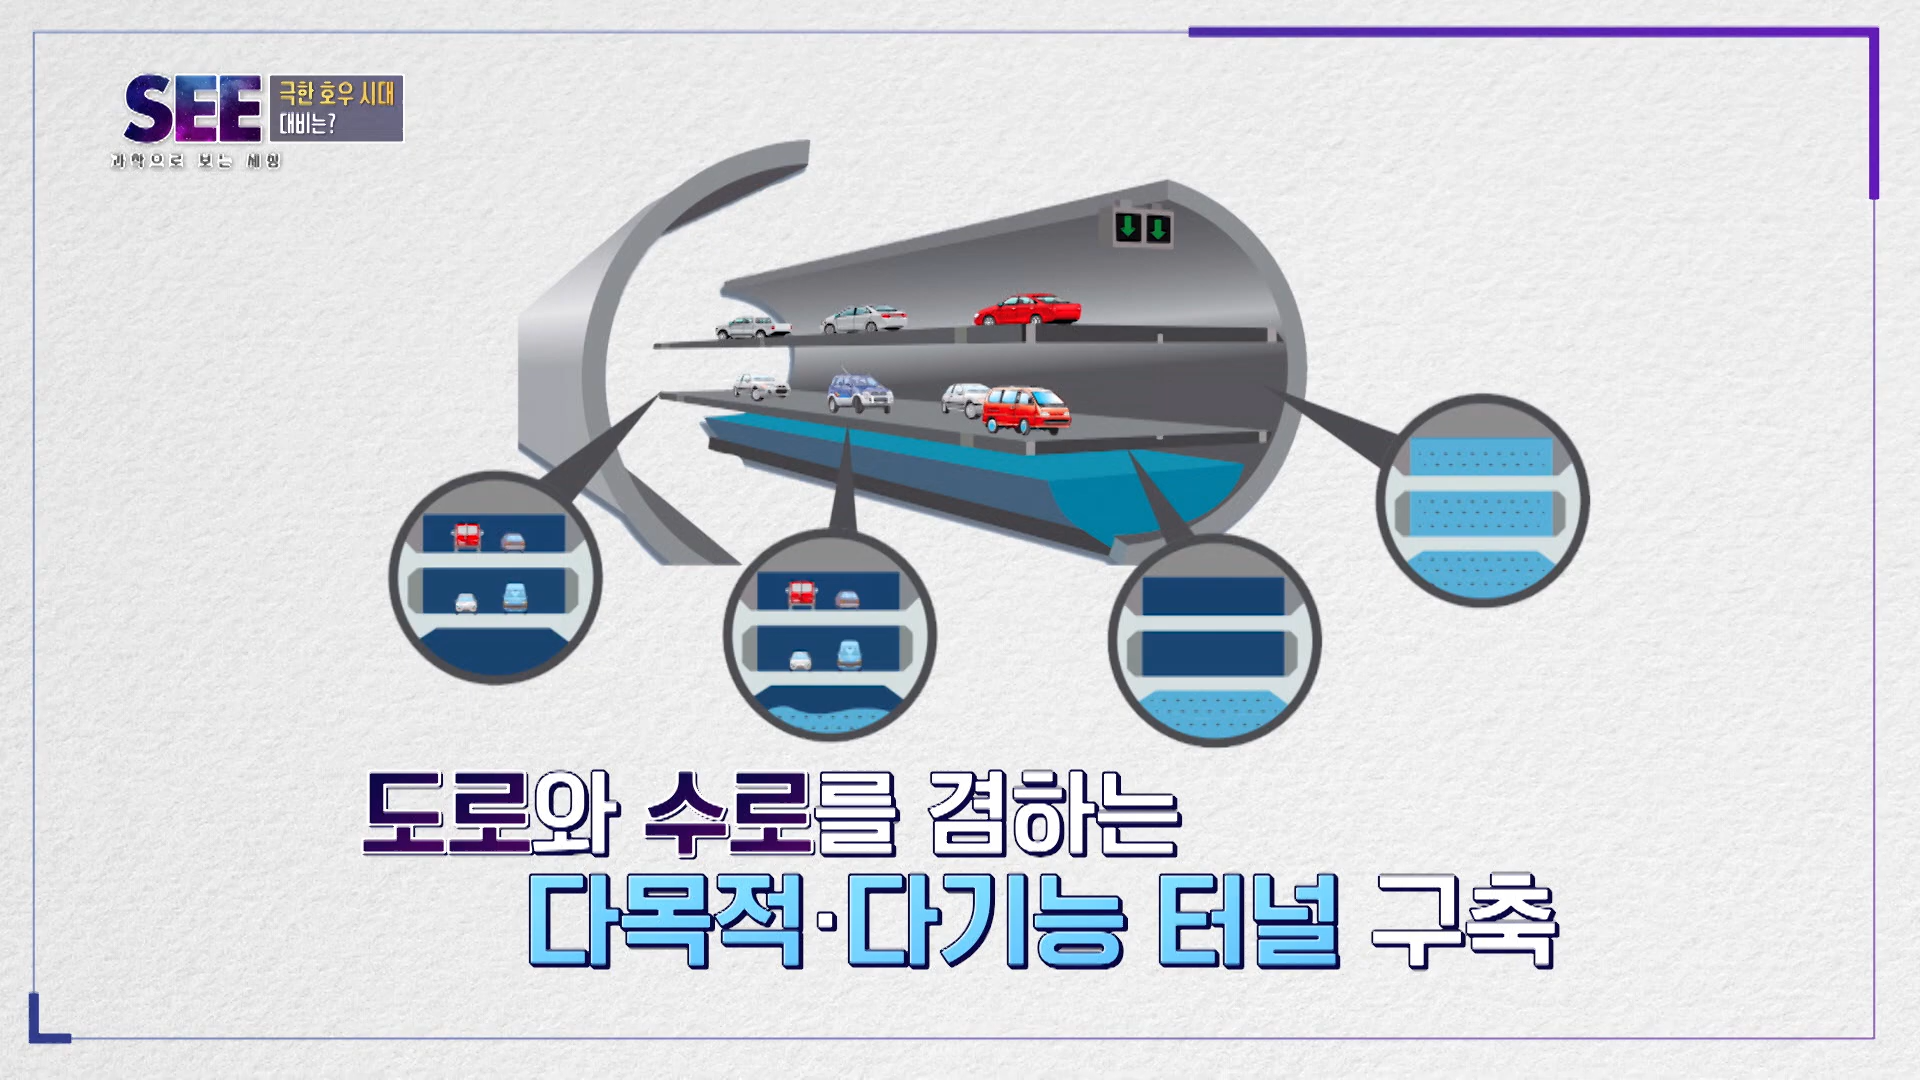 SEE
극한 호우 시대
대비는?
과학으로 보는 세상
도로와 수로를 겸하는
다목적·다기능 터널 구축